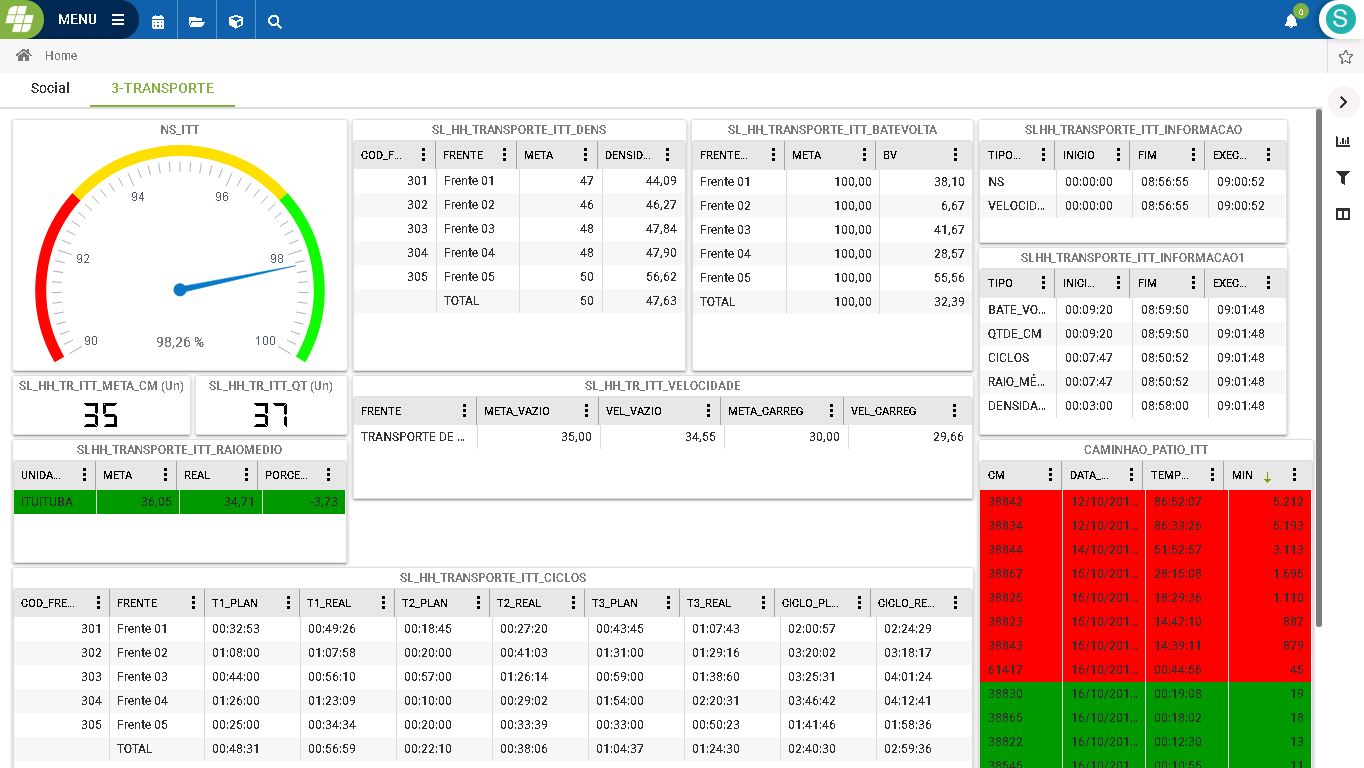 MENU
0
S
Home
Social 3-TRANSPORTE
NS_ITT
90
92
94
96
98
100
98,26 %
SL_HH_TRANSPORTE_ITT_DENS
COD_F... FRENTE META DENSID...
301 Frente 01 47 44,09
302 Frente 02 46 46,27
303 Frente 03 48 47,84
304 Frente 04 48 47,90
305 Frente 05 50 56,62
TOTAL 50 47,63
SL_HH_TRANSPORTE_ITT_BATEVOLTA
FRENTE... META BV
Frente 01 100,00 38,10
Frente 02 100,00 6,67
Frente 03 100,00 41,67
Frente 04 100,00 28,57
Frente 05 100,00 55,56
TOTAL 100,00 32,39
SLHH_TRANSPORTE_ITT_INFORMACAO
TIPO... INICIO FIM EXEC...
NS 00:00:00 08:56:55 09:00:52
VELOCID... 00:00:00 08:56:55 09:00:52
SLHH_TRANSPORTE_ITT_INFORMACAO1
TIPO INICI... FIM EXEC...
BATE_VO... 00:09:20 08:59:50 09:01:48
QTDE_CM 00:09:20 08:59:50 09:01:48
CICLOS 00:07:47 08:50:52 09:01:48
RAIO_MÉ... 00:07:47 08:50:52 09:01:48
DENSIDA... 00:03:00 08:58:00 09:01:48
SL_HH_TR_ITT_META_CM (Un)
35
SL_HH_TR_ITT_QT (Un)
37
SL_HH_TR_ITT_VELOCIDADE
FRENTE META_VAZIO VEL_VAZIO META_CARREG VEL_CARREG
TRANSPORTE DE ... 35,00 34,55 30,00 29,66
SLHH_TRANSPORTE_ITT_RAIOMEDIO
UNIDA... META REAL PORCE...
ITUITUBA 36,05 34,71 -3,73
CAMINHAO_PATIO_ITT
CM DATA_... TEMP... MIN
38842 12/10/201... 86:52:07 5.212
38834 12/10/201... 86:33:26 5.193
38844 14/10/201... 51:52:57 3.113
38867 15/10/201... 28:15:08 1.695
38825 15/10/201... 18:29:36 1.110
38823 15/10/201... 14:47:10 887
38843 15/10/201... 14:39:11 879
61417 16/10/201... 00:44:56 45
38830 16/10/201... 00:19:08 19
38865 16/10/201... 00:18:02 18
38822 16/10/201... 00:12:30 13
38545 16/10/201... 00:10:55 11
SL_HH_TRANSPORTE_ITT_CICLOS
COD_FRE... FRENTE T1_PLAN T1_REAL T2_PLAN T2_REAL T3_PLAN T3_REAL CICLO_PL... CICLO_RE...
301 Frente 01 00:32:53 00:49:26 00:18:45 00:27:20 00:43:45 01:07:43 02:00:57 02:24:29
302 Frente 02 01:08:00 01:07:58 00:20:00 00:41:03 01:31:00 01:29:16 03:20:02 03:18:17
303 Frente 03 00:44:00 00:56:10 00:57:00 01:26:14 00:59:00 01:38:60 03:25:31 04:01:24
304 Frente 04 01:26:00 01:23:09 00:10:00 00:29:02 01:54:00 02:20:31 03:46:42 04:12:41
305 Frente 05 00:25:00 00:34:34 00:20:00 00:33:39 00:33:00 00:50:23 01:41:46 01:58:36
TOTAL 00:48:31 00:56:59 00:22:10 00:38:06 01:04:37 01:24:30 02:40:30 02:59:36